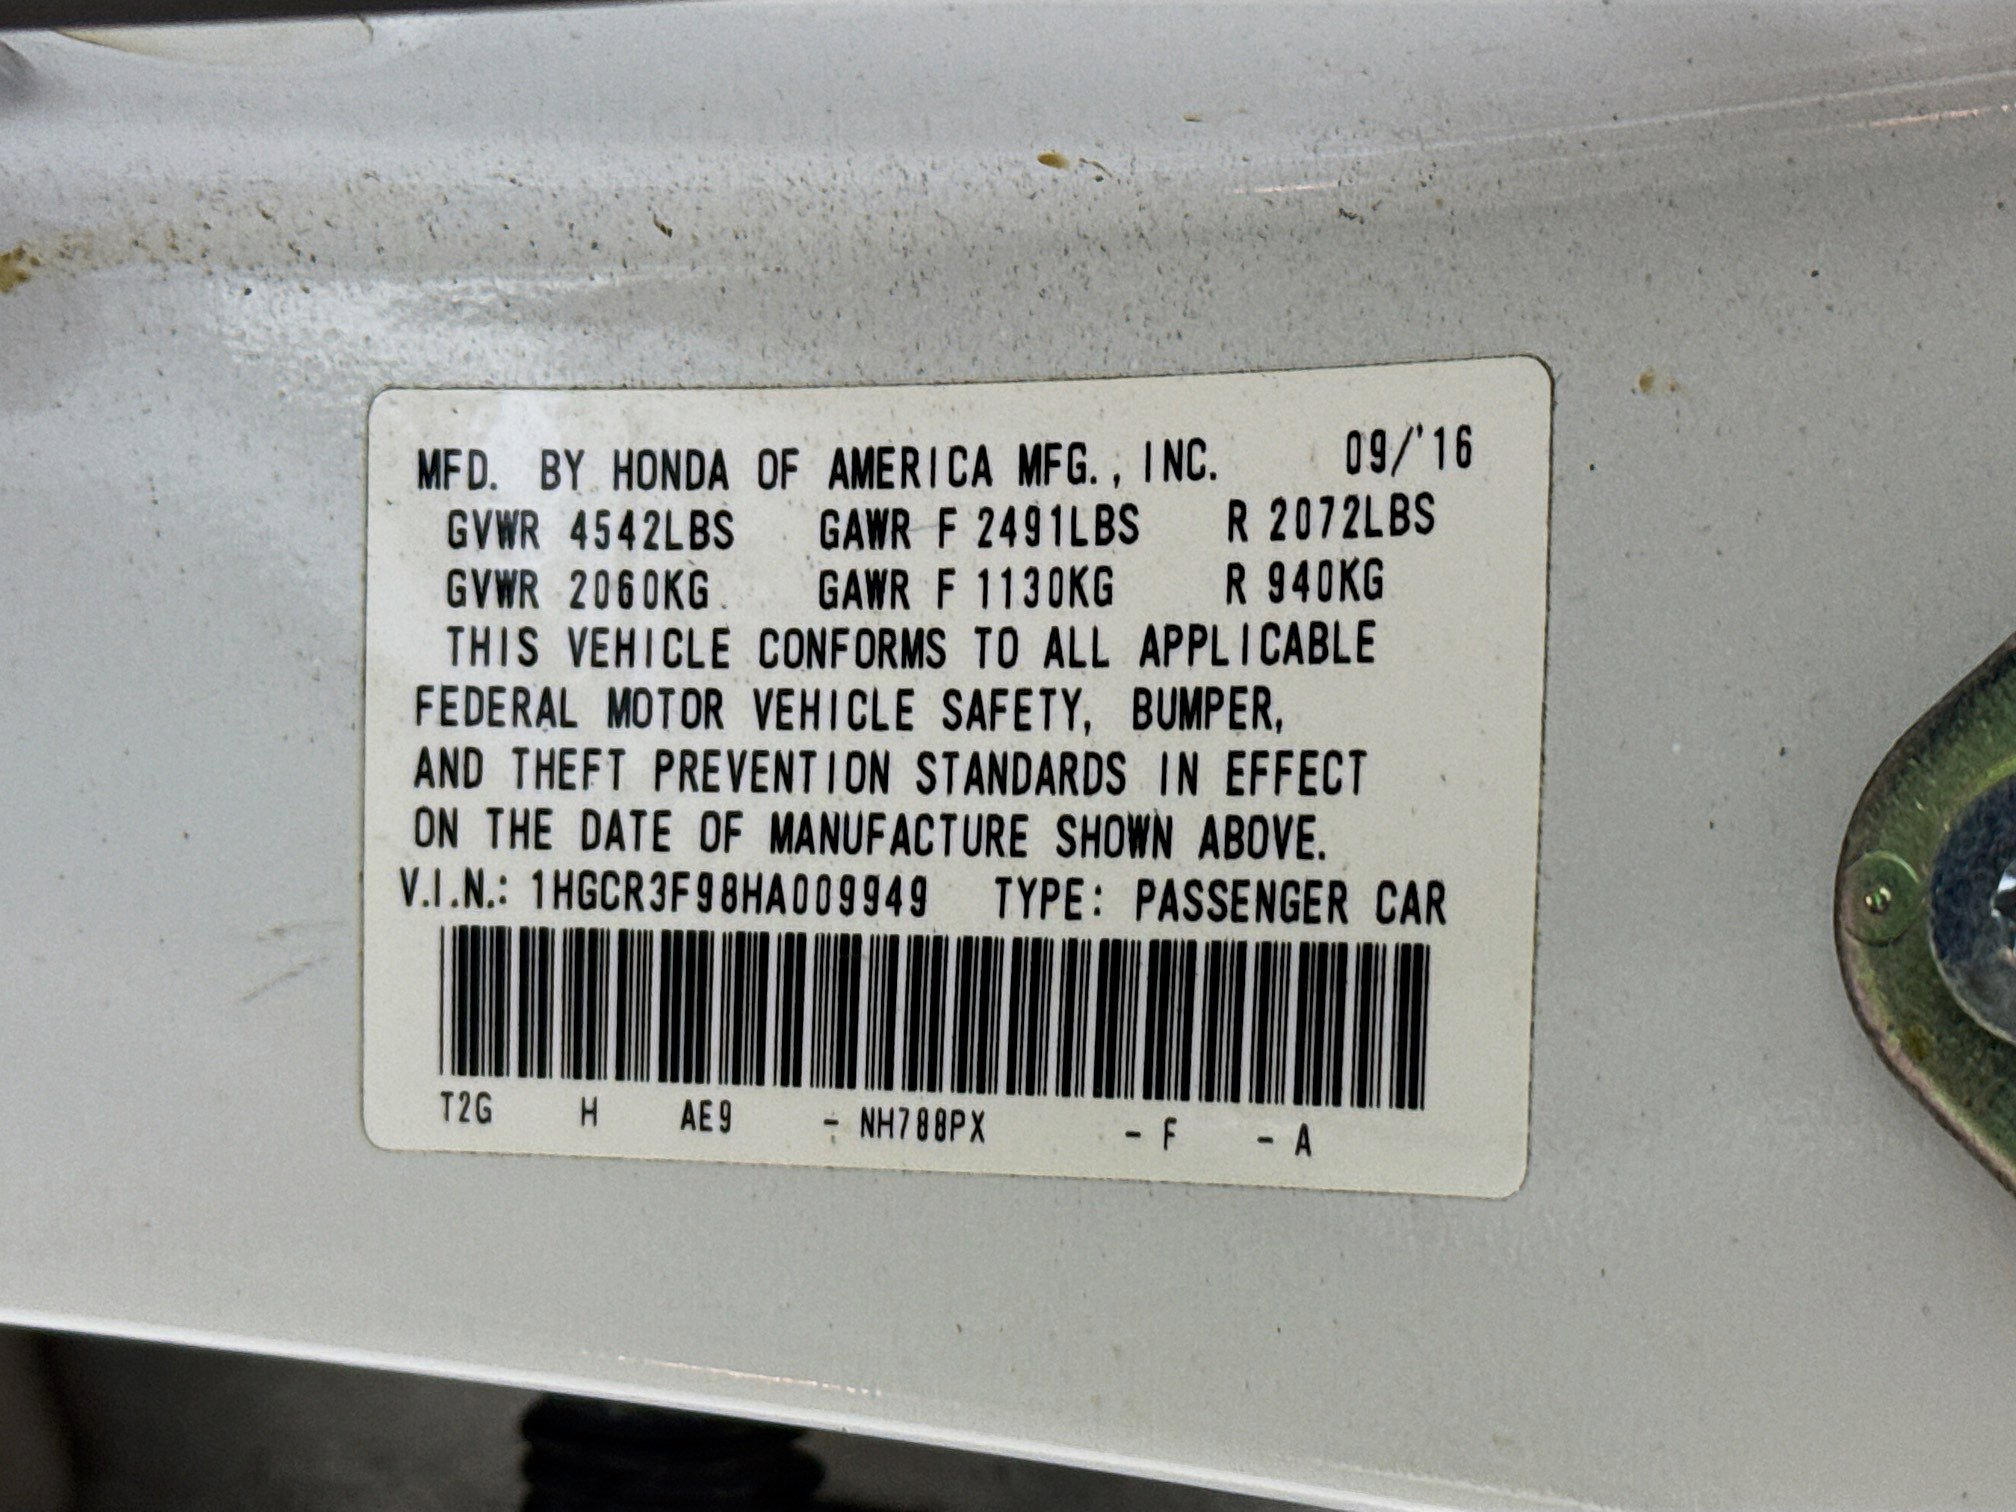 MFD. BY HONDA OF AMERICA MFG., INC. 09/'16
GVWR 4542LBS GAWR F 2491LBS R 2072LBS
GVWR 2060KG GAWR F 1130KG R 940KG
THIS VEHICLE CONFORMS TO ALL APPLICABLE
FEDERAL MOTOR VEHICLE SAFETY, BUMPER,
AND THEFT PREVENTION STANDARDS IN EFFECT
ON THE DATE OF MANUFACTURE SHOWN ABOVE.
V.I.N.: 1HGCR3F98HA009949 TYPE: PASSENGER CAR
T2G H AE9 - NH788PX - F - A